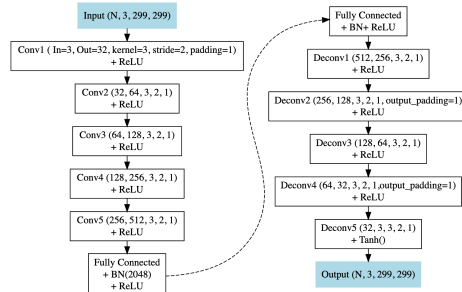 Input (N, 3, 299, 299)
Conv1 ( In=3, Out=32, kernel=3, stride=2, padding=1)
+ ReLU
Conv2 (32, 64, 3, 2, 1)
+ ReLU
Conv3 (64, 128, 3, 2, 1)
+ ReLU
Conv4 (128, 256, 3, 2, 1)
+ ReLU
Conv5 (256, 512, 3, 2, 1)
+ ReLU
Fully Connected
+ BN(2048)
+ ReLU
Fully Connected
+ BN+ ReLU
Deconv1 (512, 256, 3, 2, 1)
+ ReLU
Deconv2 (256, 128, 3, 2, 1, output_padding=1)
+ ReLU
Deconv3 (128, 64, 3, 2, 1)
+ ReLU
Deconv4 (64, 32, 3, 2, 1,output_padding=1)
+ ReLU
Deconv5 (32, 3, 3, 2, 1)
+ Tanh()
Output (N, 3, 299, 299)